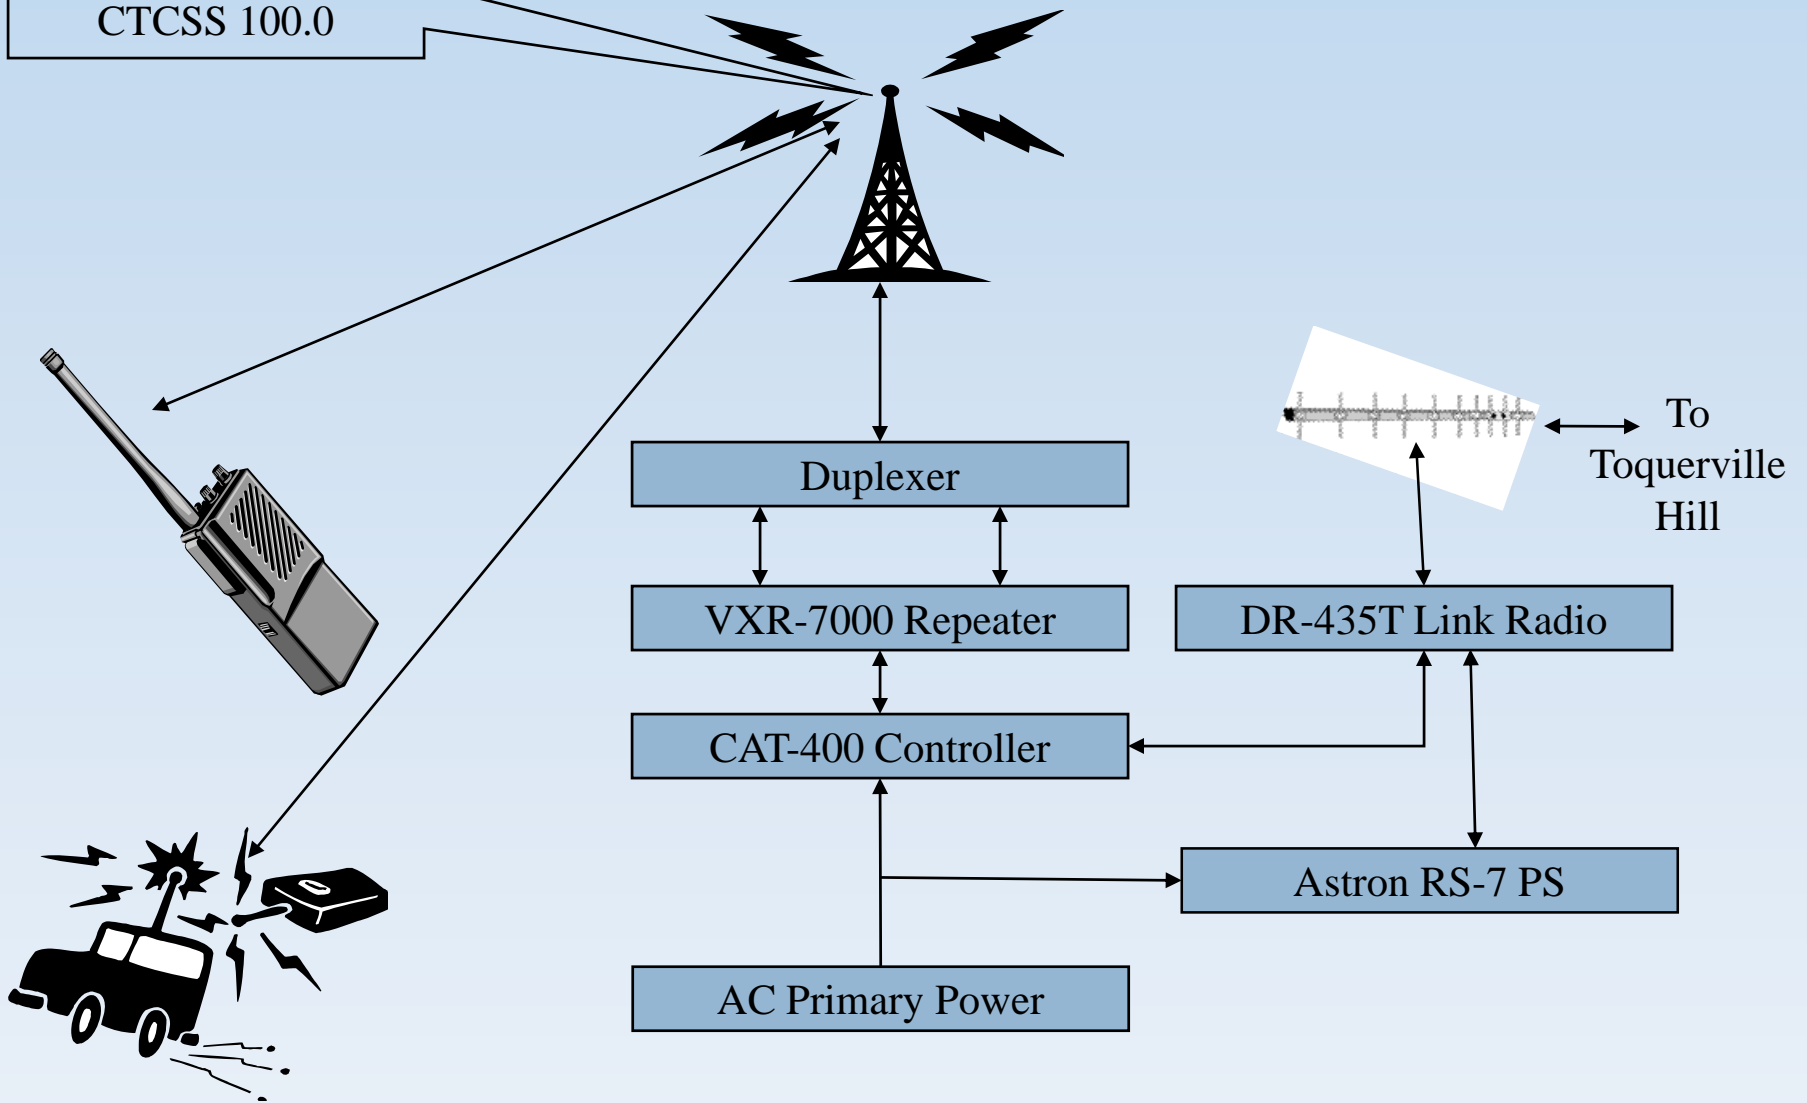 CTCSS 100.0
To
Toquerville
Hill
Duplexer
VXR-7000 Repeater
DR-435T Link Radio
CAT-400 Controller
Astron RS-7 PS
AC Primary Power